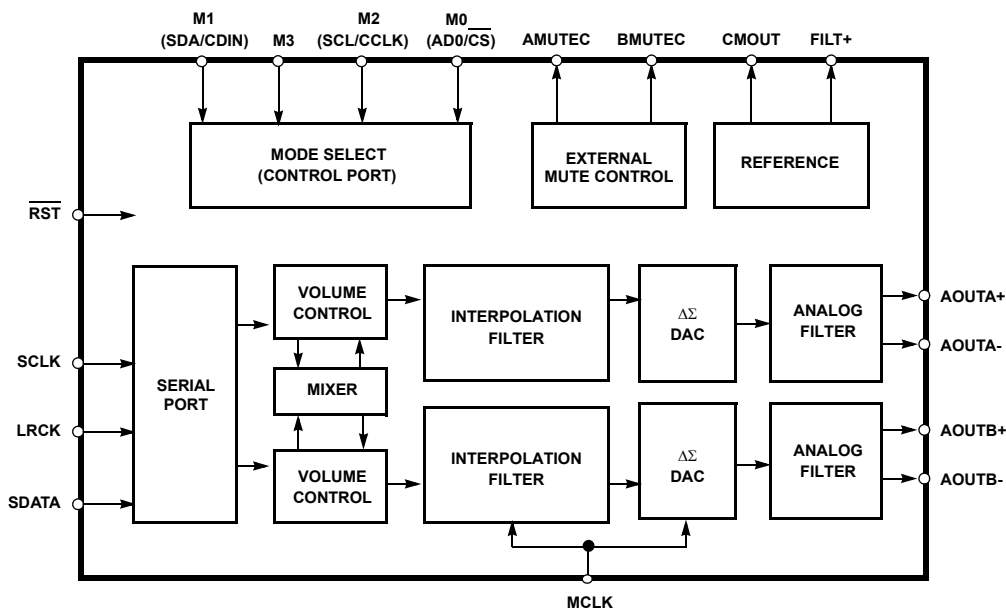 M1
(SDA/CDIN)
M3
M2
(SCL/CCLK)
M0
(AD0/CS)
AMUTEC
BMUTEC
CMOUT
FILT+
MODE SELECT
(CONTROL PORT)
EXTERNAL
MUTE CONTROL
REFERENCE
RST
SCLK
LRCK
SDATA
SERIAL
PORT
VOLUME
CONTROL
MIXER
VOLUME
CONTROL
INTERPOLATION
FILTER
ΔΣ
DAC
ANALOG
FILTER
AOUTA+
AOUTA-
INTERPOLATION
FILTER
ΔΣ
DAC
ANALOG
FILTER
AOUTB+
AOUTB-
MCLK